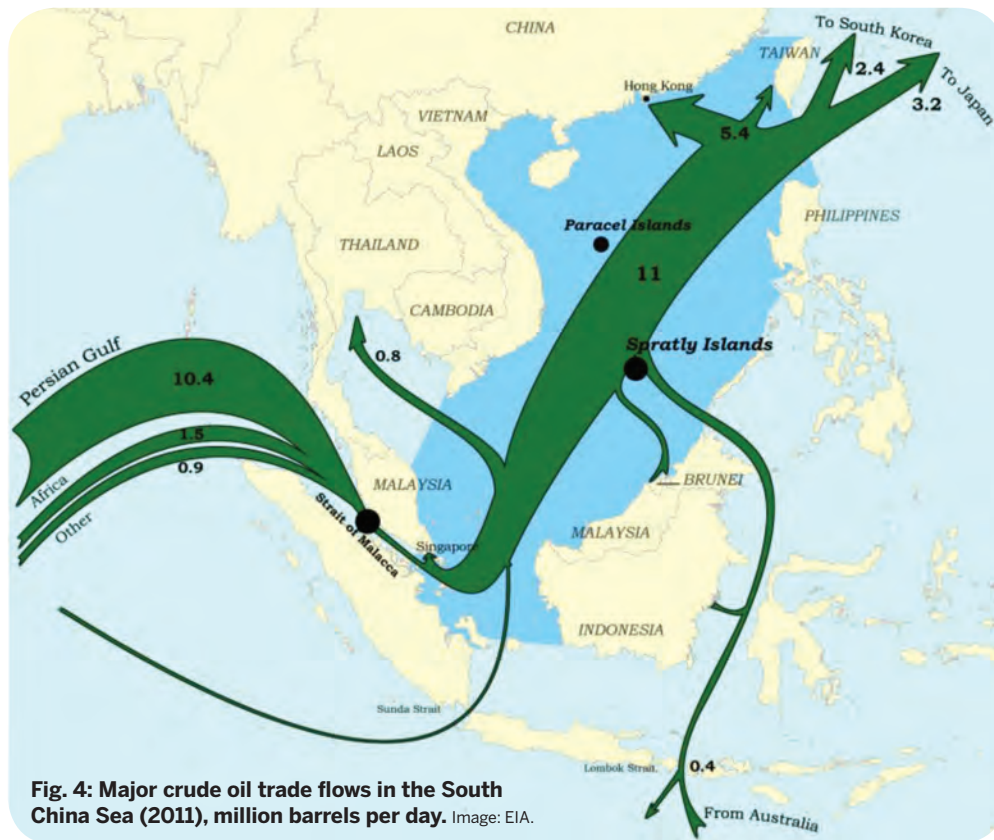 CHINA
To South Korea
TAIWAN
2.4
To Japan
3.2
Hong Kong
5.4
VIETNAM
LAOS
PHILIPPINES
Paracel Islands
THAILAND
11
CAMBODIA
Spratly Islands
0.8
Persian Gulf
10.4
1.5
0.9
Africa
Other
MALAYSIA
BRUNEI
Strait of Malacca
Singapore
MALAYSIA
INDONESIA
Sunda Strait
Lombok Strait.
0.4
From Australia
Fig. 4: Major crude oil trade flows in the South
China Sea (2011), million barrels per day. Image: EIA.